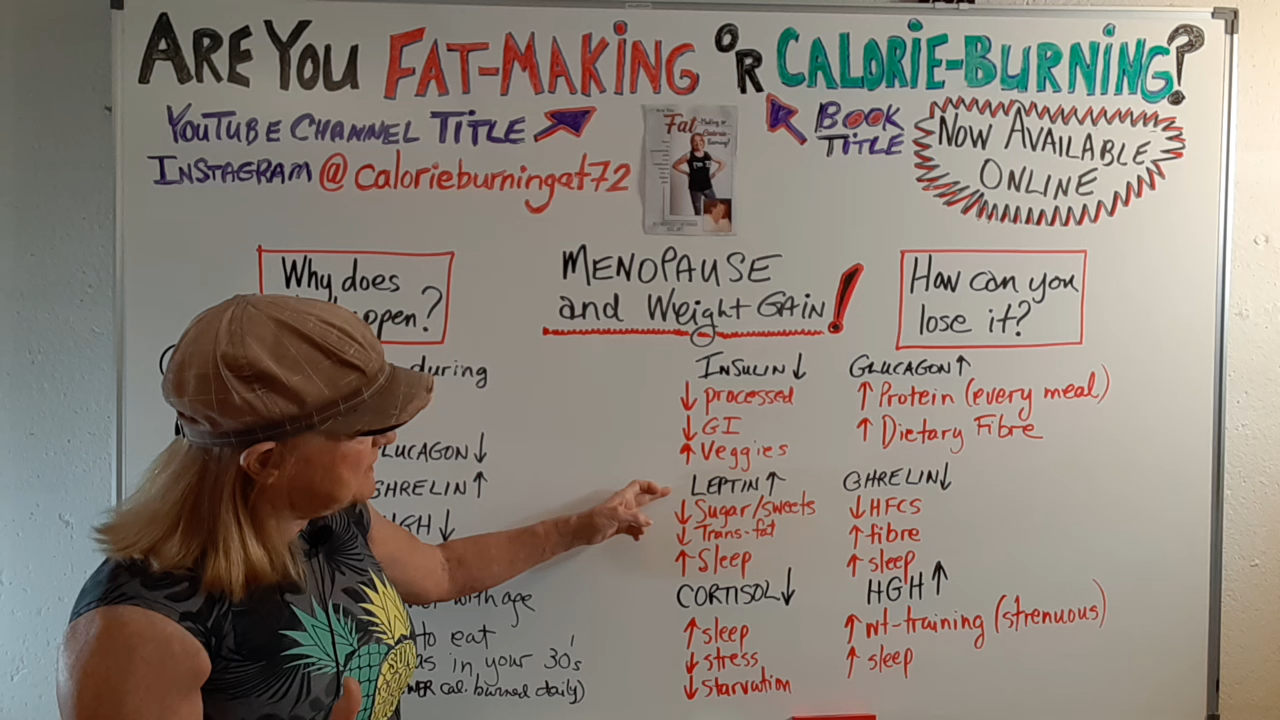 ARE YOU FAT-MAKING OR CALORIE-BURNING?
YOUTUBE CHANNEL TITLE
INSTAGRAM @calorieburningat72
Fat
BOOK
TITLE
NOW AVAILABLE
ONLINE
Why does
open?
during
GLUCAGON ↓
GHRELIN ↑
HGH ↓
with age
to eat
as in your 30's
cal. burned daily)
MENOPAUSE
and WeighT GAIN!
INSULIN ↓
↓ processed
↓ GI
↑ Veggies
LEPTIN ↑
↓ Sugar/sweets
↓ Trans-fat
↑ Sleep
CORTISOL ↓
↑ sleep
↓ stress
↓ starvation
How can you
lose it?
GLUCAGON ↑
↑ Protein (every meal)
↑ Dietary Fibre
GHRELIN ↓
↓ HFCS
↑ fibre
↑ sleep
HGH ↑
↑ wt-training (strenuous)
↑ sleep